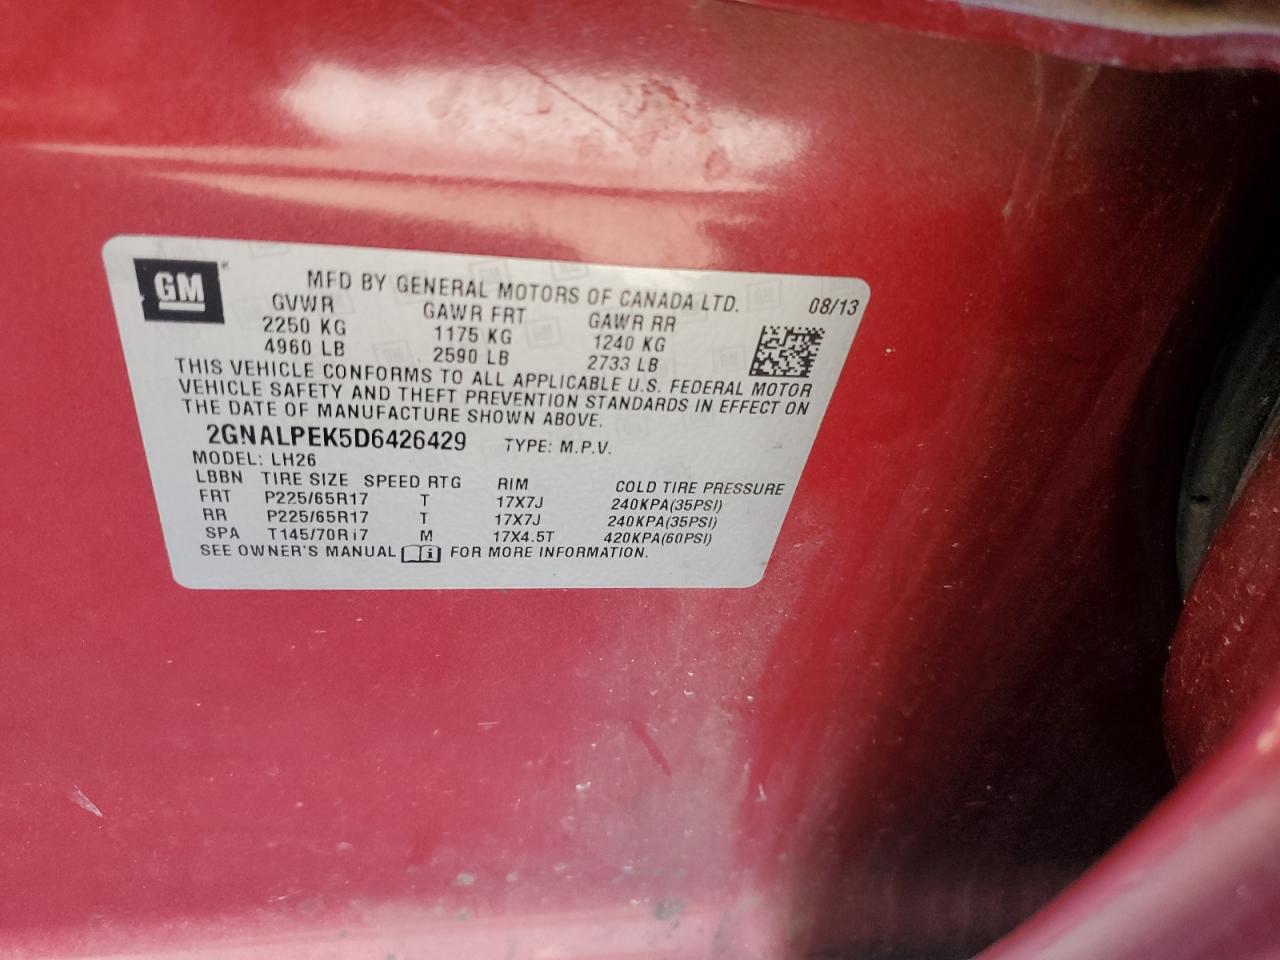 GM
MFD BY GENERAL MOTORS OF CANADA LTD. 08/13
GVWR GAWR FRT GAWR RR
2250 KG 1175 KG 1240 KG
4960 LB 2590 LB 2733 LB
THIS VEHICLE CONFORMS TO ALL APPLICABLE U.S. FEDERAL MOTOR
VEHICLE SAFETY AND THEFT PREVENTION STANDARDS IN EFFECT ON
THE DATE OF MANUFACTURE SHOWN ABOVE.
2GNALPEK5D6426429 TYPE: M.P.V.
MODEL: LH26
LBBN TIRE SIZE SPEED RTG RIM COLD TIRE PRESSURE
FRT P225/65R17 T 17X7J 240KPA(35PSI)
RR P225/65R17 T 17X7J 240KPA(35PSI)
SPA T145/70R17 M 17X4.5T 420KPA(60PSI)
SEE OWNER'S MANUAL i FOR MORE INFORMATION.